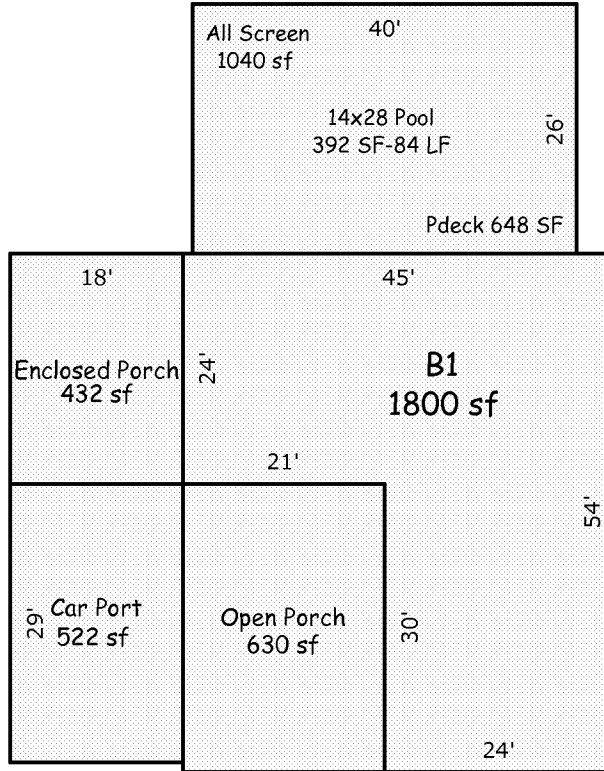 All Screen
1040 sf
40'
14x28 Pool
392 SF-84 LF
26'
Pdeck 648 SF
18'
45'
Enclosed Porch
432 sf
24'
B1
1800 sf
21'
54'
Car Port
522 sf
29'
Open Porch
630 sf
30'
24'